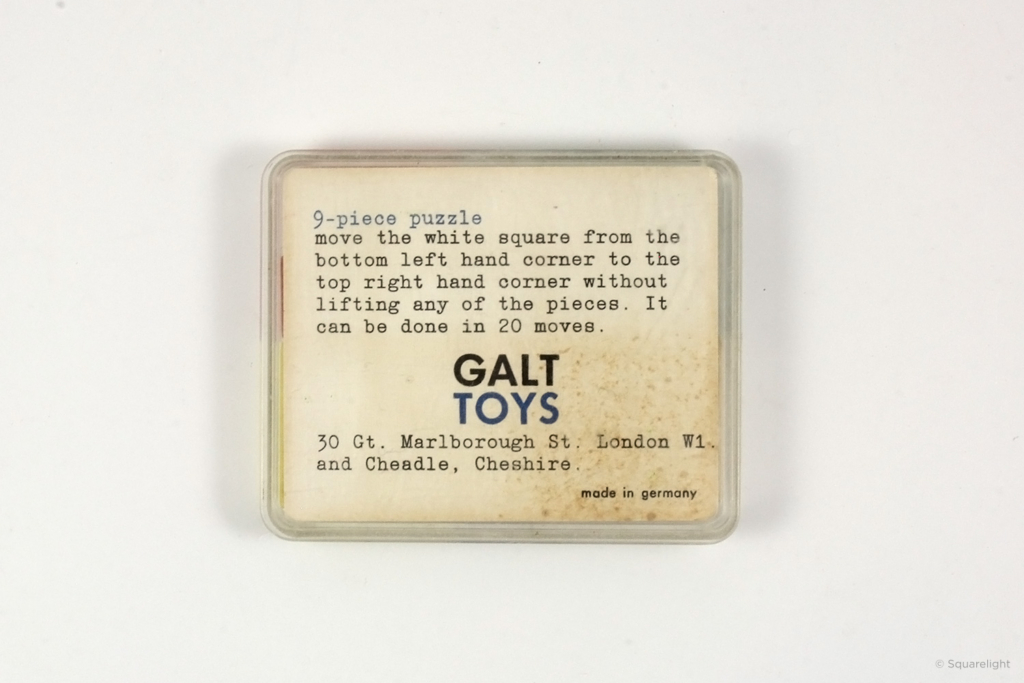 9-piece puzzle
move the white square from the
bottom left hand corner to the
top right hand corner without
lifting any of the pieces. It
can be done in 20 moves.
GALT
TOYS
30 Gt. Marlborough St. London W1.
and Cheadle, Cheshire.
made in germany
© Squarelight